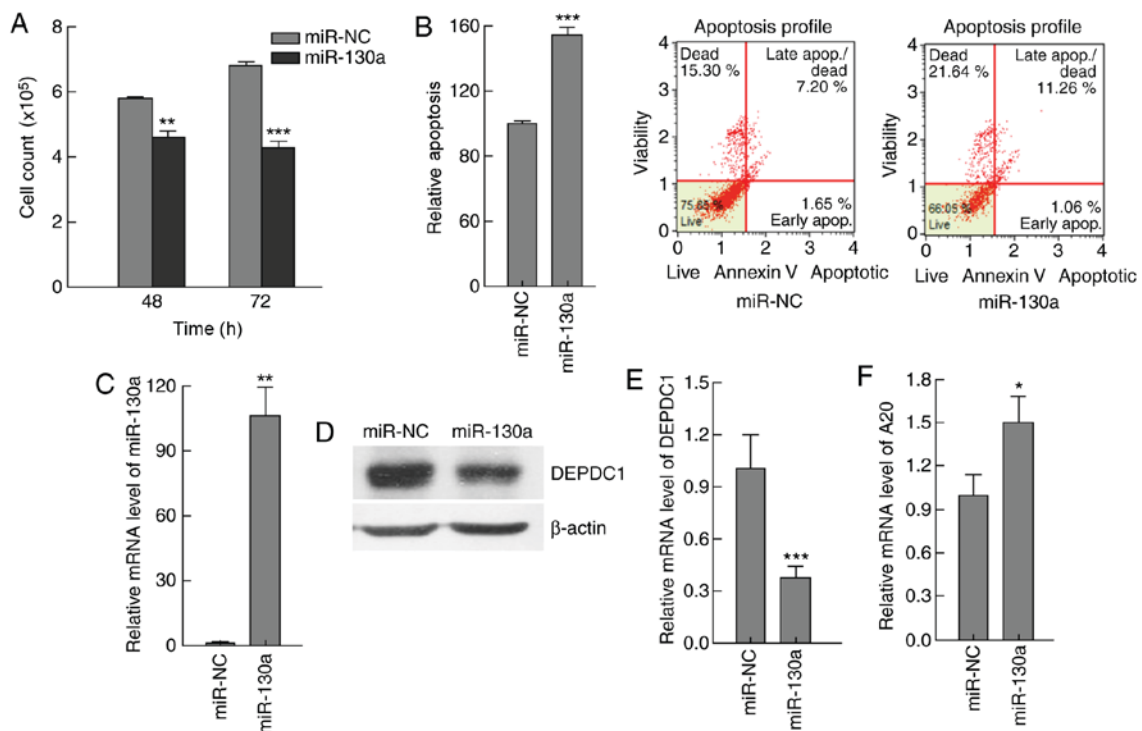 A
miR-NC
miR-130a
Cell count (x10⁵)
8
6
4
2
0
**
***
48
72
Time (h)
B
Relative apoptosis
160
120
80
40
0
***
miR-NC
miR-130a
Apoptosis profile
Dead
15.30 %
Late apop./
dead
7.20 %
Viability
4
3
2
1
0
Live
1.65 %
Early apop.
0
1
2
3
4
Live Annexin V Apoptotic
miR-NC
Apoptosis profile
Dead
21.64 %
Late apop./
dead
11.26 %
Viability
4
3
2
1
0
66.05 %
Live
1.06 %
Early apop.
0
1
2
3
4
Live Annexin V Apoptotic
miR-130a
C
Relative mRNA level of miR-130a
120
90
60
30
0
**
miR-NC
miR-130a
D
miR-NC miR-130a
DEPDC1
β-actin
E
Relative mRNA level of DEPDC1
1.5
1.2
0.9
0.6
0.3
0.0
***
miR-NC
miR-130a
F
Relative mRNA level of A20
1.8
1.5
1.2
0.9
0.6
0.3
0.0
*
miR-NC
miR-130a